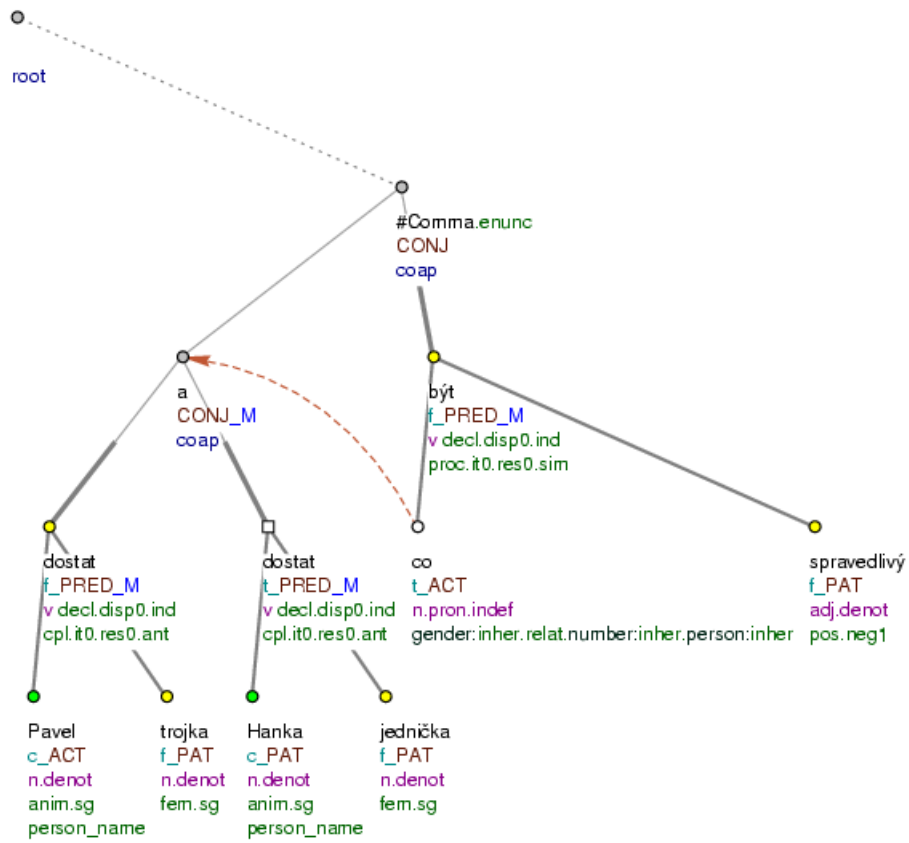 root
#Comma.enunc
CONJ
coap
a
CONJ_M
coap
být
f_PRED_M
v decl.disp0.ind
proc.it0.res0.sim
dostat
f_PRED_M
v decl.disp0.ind
cpl.it0.res0.ant
dostat
t_PRED_M
v decl.disp0.ind
cpl.it0.res0.ant
co
t_ACT
n.pron.indef
gender:inher.relat.number:inher.person:inher
spravedlivý
f_PAT
adj.denot
pos.neg1
Pavel
c_ACT
n.denot
anim.sg
person_name
trojka
f_PAT
n.denot
fem.sg
Hanka
c_PAT
n.denot
anim.sg
person_name
jednička
f_PAT
n.denot
fem.sg